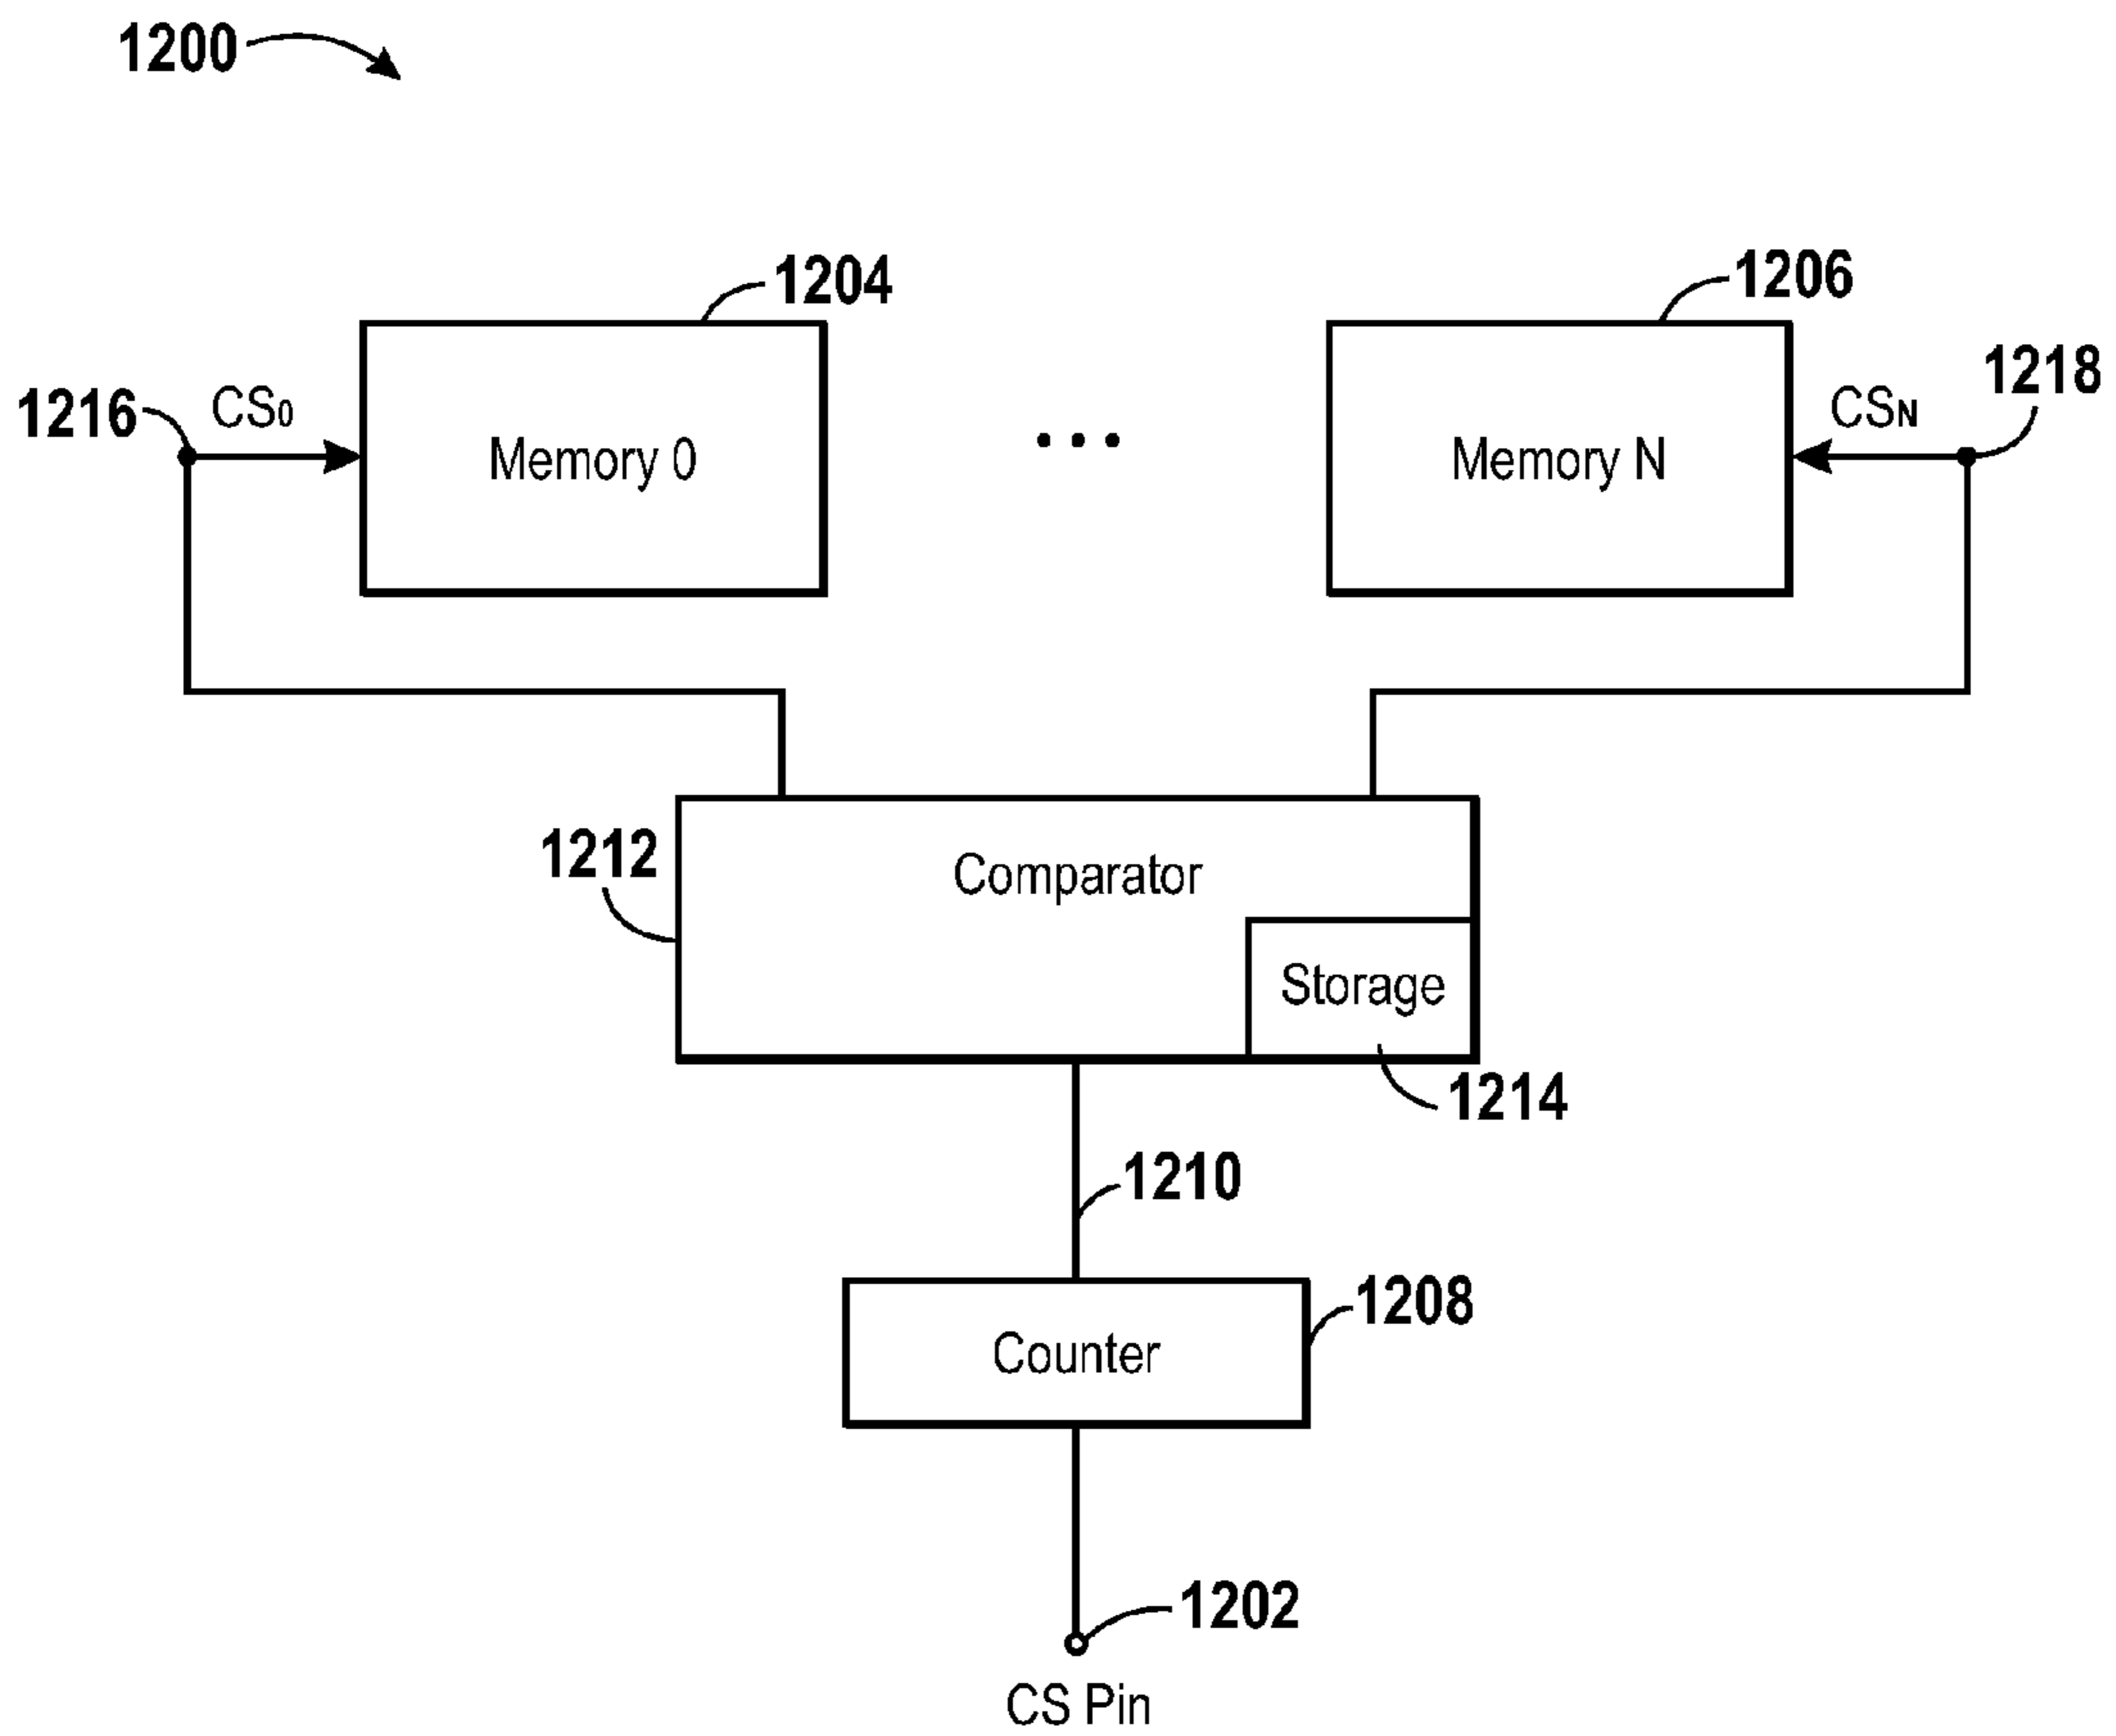 1200
1204
1206
1216
CS0
Memory 0
...
Memory N
CSN
1218
1212
Comparator
Storage
1214
1210
Counter
1208
1202
CS Pin